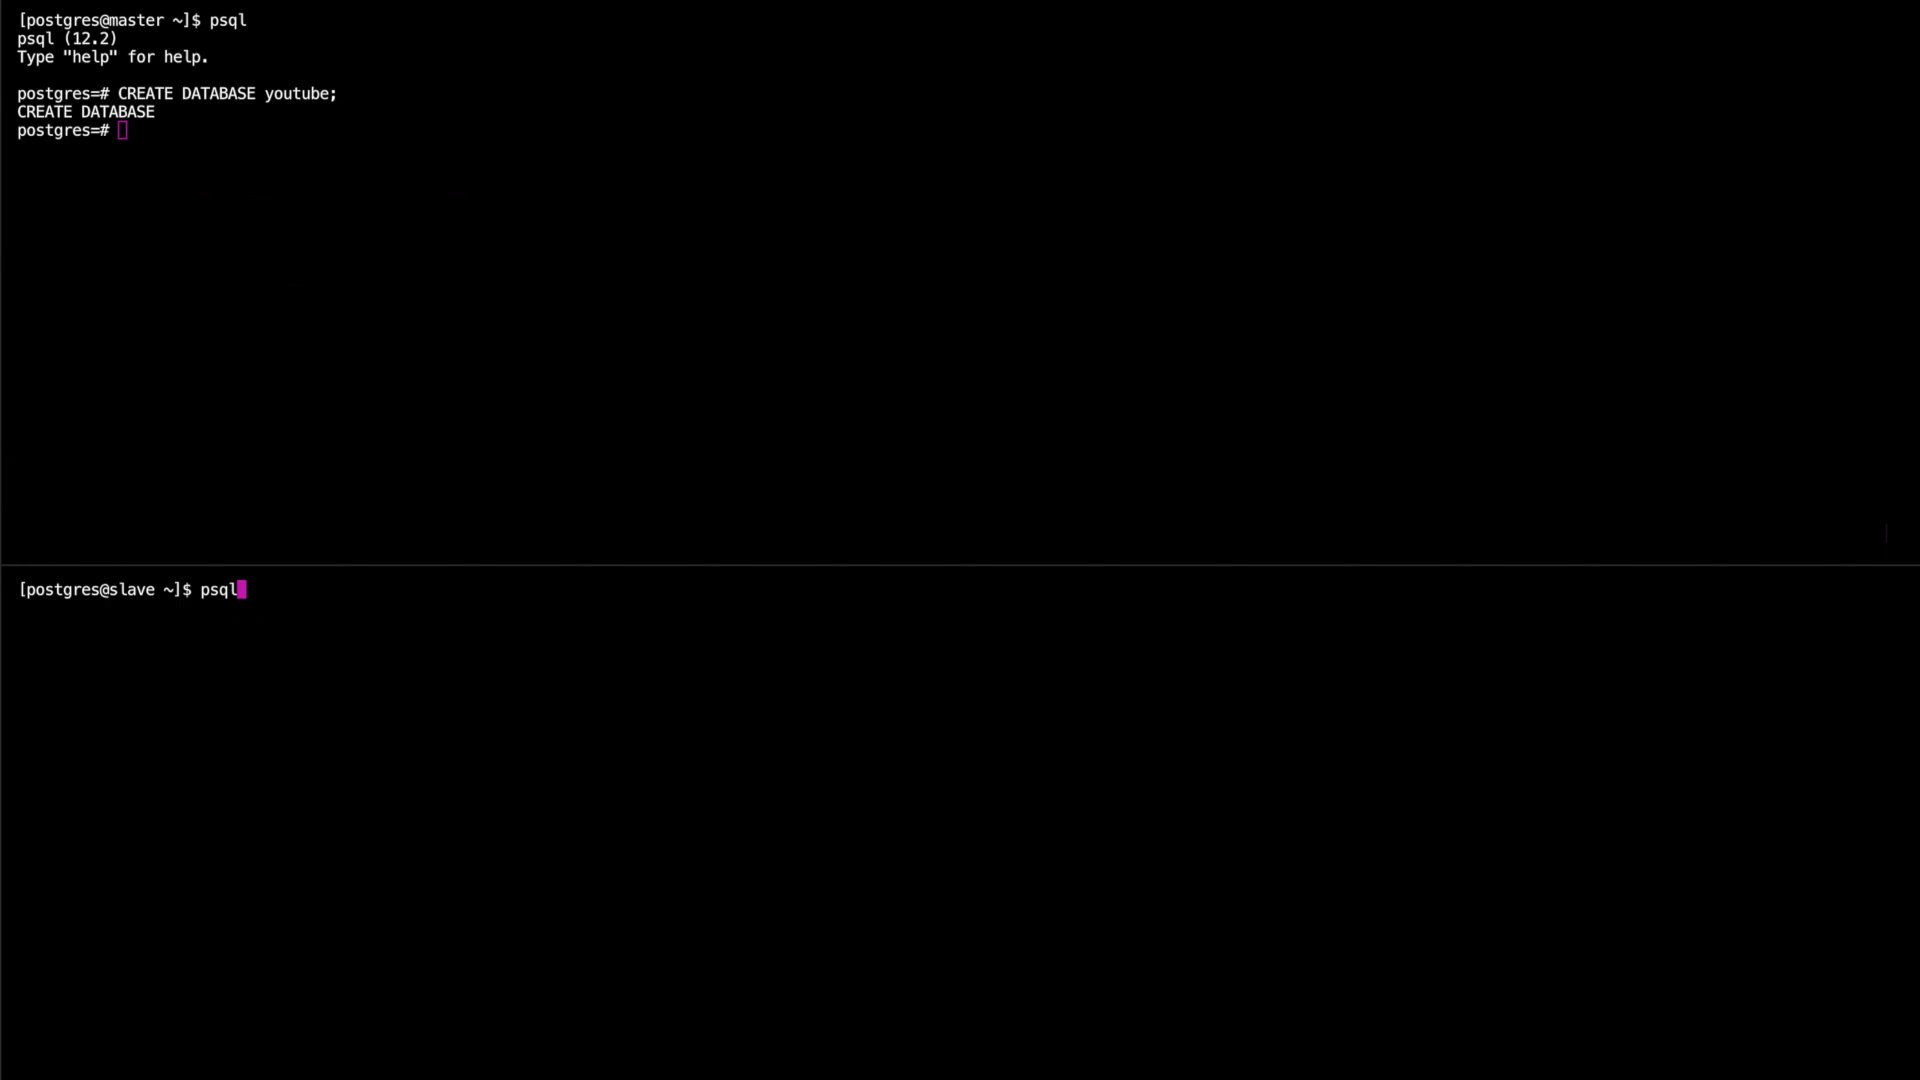 [postgres@master ~]$ psql
psql (12.2)
Type "help" for help.
postgres=# CREATE DATABASE youtube;
CREATE DATABASE
postgres=#
[postgres@slave ~]$ psql